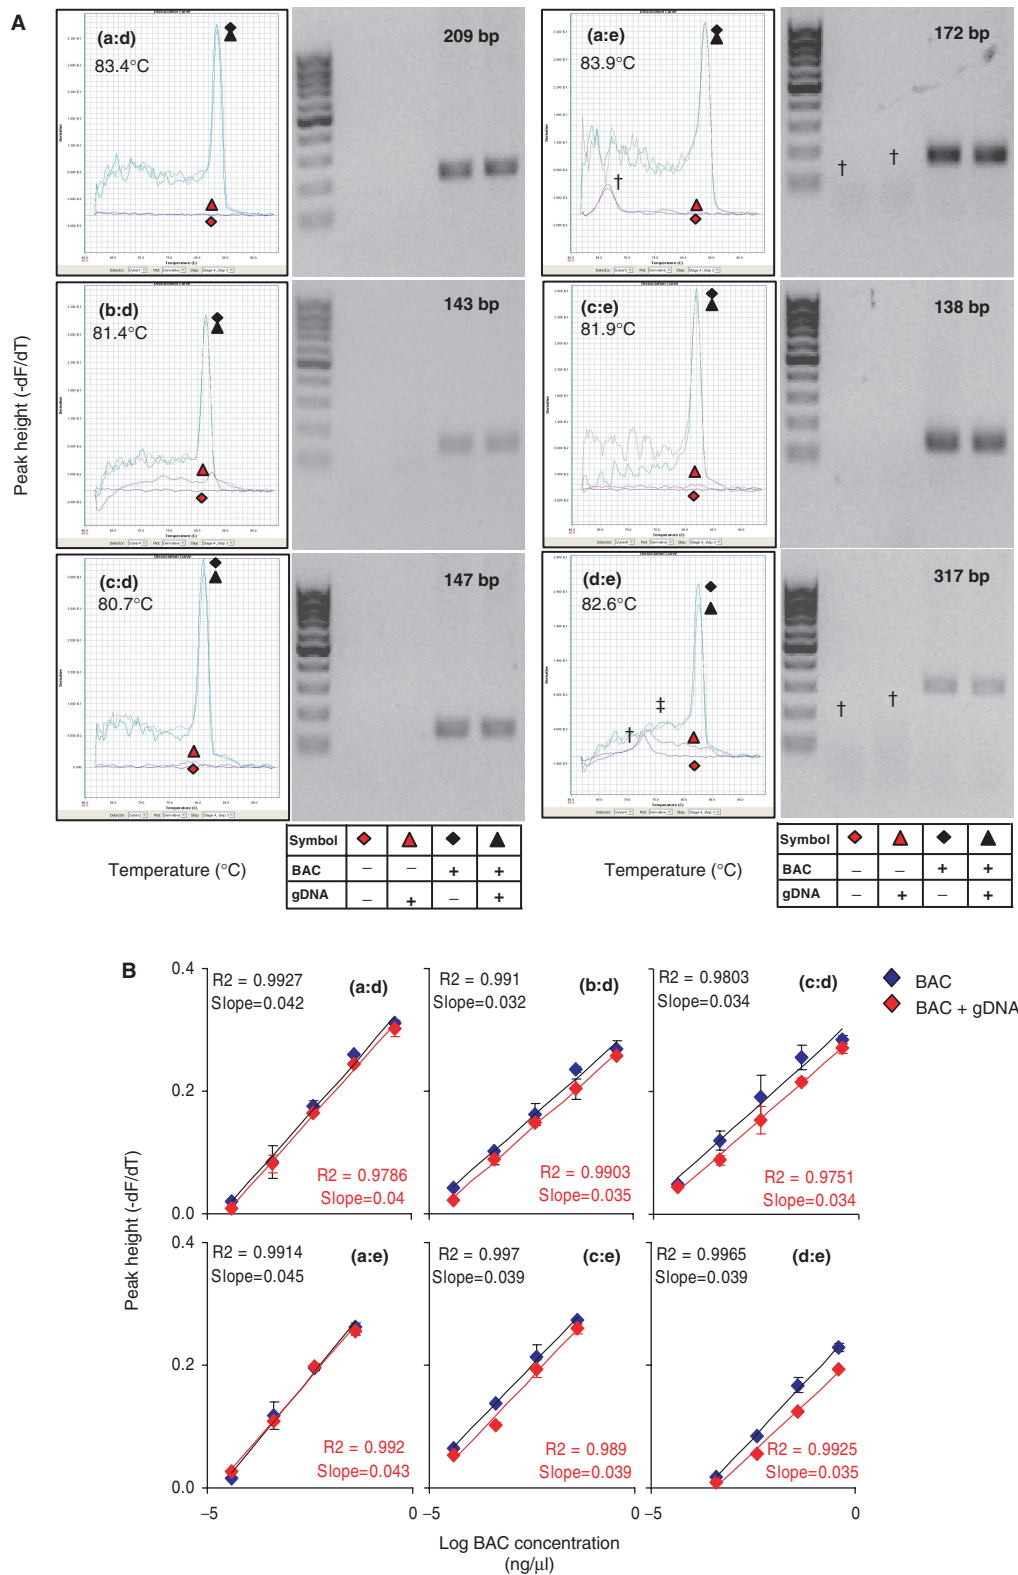 A
(a:d)
83.4°C
209 bp
(a:e)
83.9°C
172 bp
†
†
†
(b:d)
81.4°C
143 bp
(c:e)
81.9°C
138 bp
(c:d)
80.7°C
147 bp
(d:e)
82.6°C
317 bp
†
‡
†
†
Peak height (-dF/dT)
Temperature (°C)
Symbol
BAC – – + +
gDNA – + – +
Temperature (°C)
Symbol
BAC – – + +
gDNA – + – +
B
Peak height (-dF/dT)
0.4
0.2
0.0
R2 = 0.9927
Slope=0.042
(a:d)
R2 = 0.9786
Slope=0.04
R2 = 0.991
Slope=0.032
(b:d)
R2 = 0.9903
Slope=0.035
R2 = 0.9803
Slope=0.034
(c:d)
R2 = 0.9751
Slope=0.034
BAC
BAC + gDNA
0.4
0.2
0.0
R2 = 0.9914
Slope=0.045
(a:e)
R2 = 0.992
Slope=0.043
R2 = 0.997
Slope=0.039
(c:e)
R2 = 0.989
Slope=0.039
R2 = 0.9965
Slope=0.039
(d:e)
R2 = 0.9925
Slope=0.035
–5 0 –5 0 –5 0
Log BAC concentration
(ng/µl)